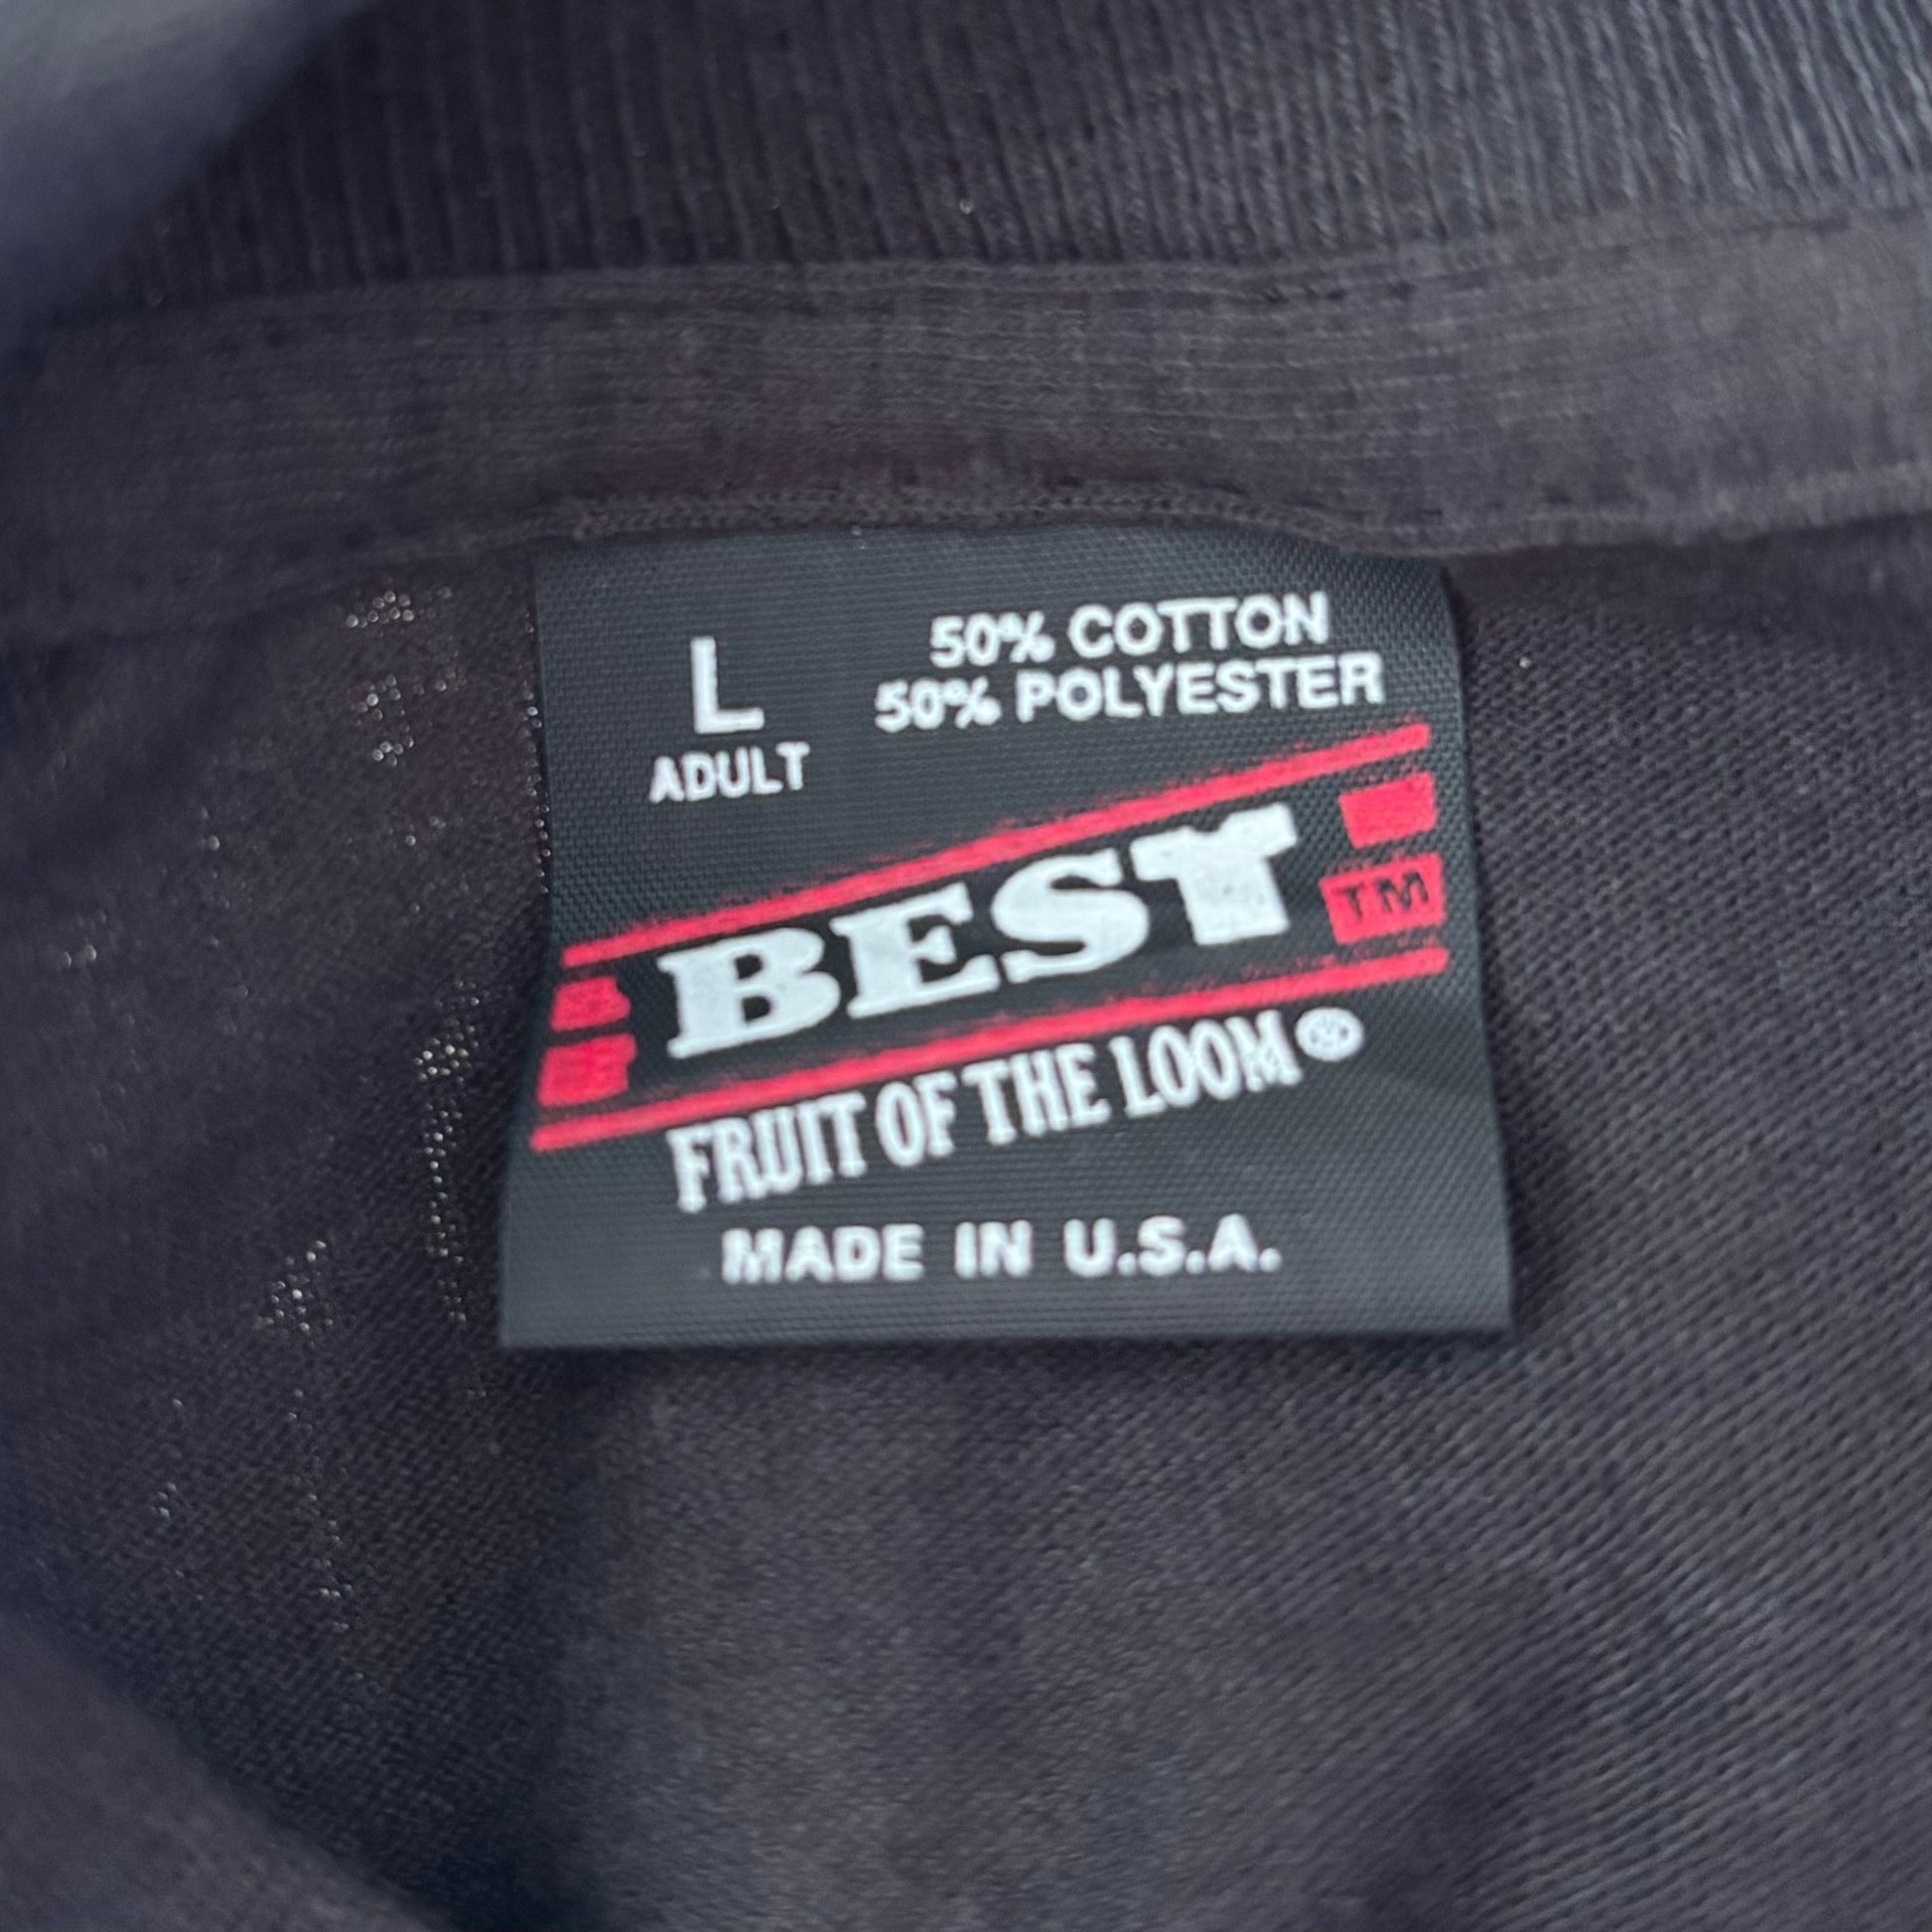 L
ADULT
50% COTTON
50% POLYESTER
BEST
TM
FRUIT OF THE LOOM®
MADE IN U.S.A.